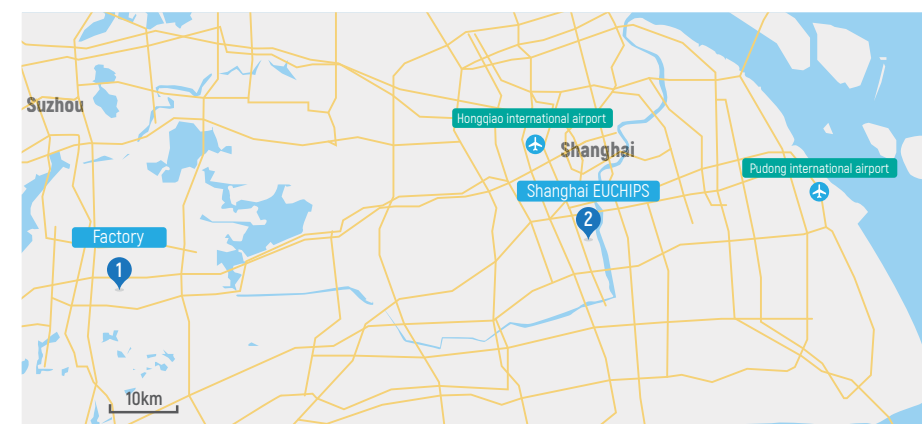 Suzhou
Hongqiao international airport
Shanghai
Pudong international airport
Shanghai EUCHIPS
2
Factory
1
10km